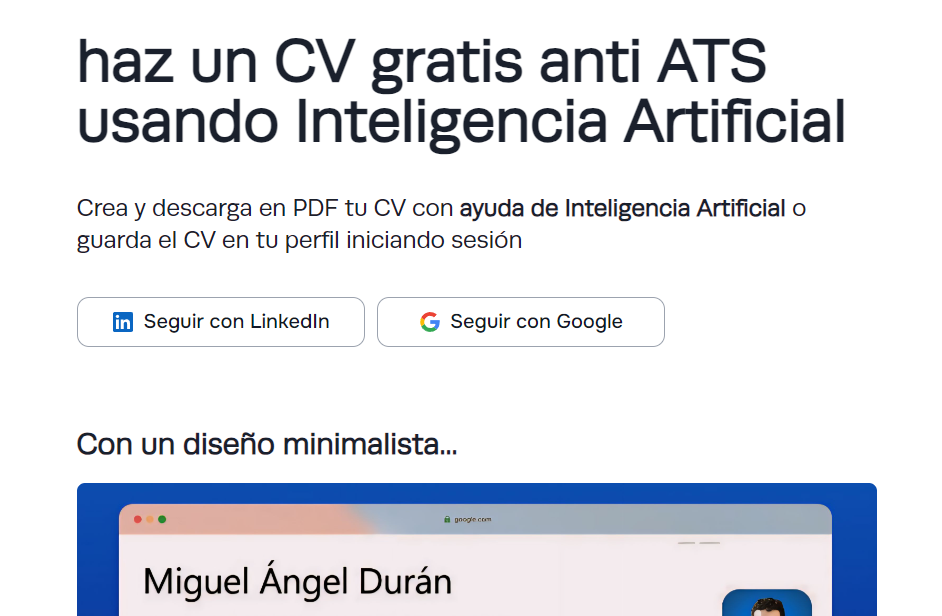 haz un CV gratis anti ATS
usando Inteligencia Artificial
Crea y descarga en PDF tu CV con ayuda de Inteligencia Artificial o
guarda el CV en tu perfil iniciando sesión
in Seguir con LinkedIn
G Seguir con Google
Con un diseño minimalista...
google.com
Miguel Ángel Durán